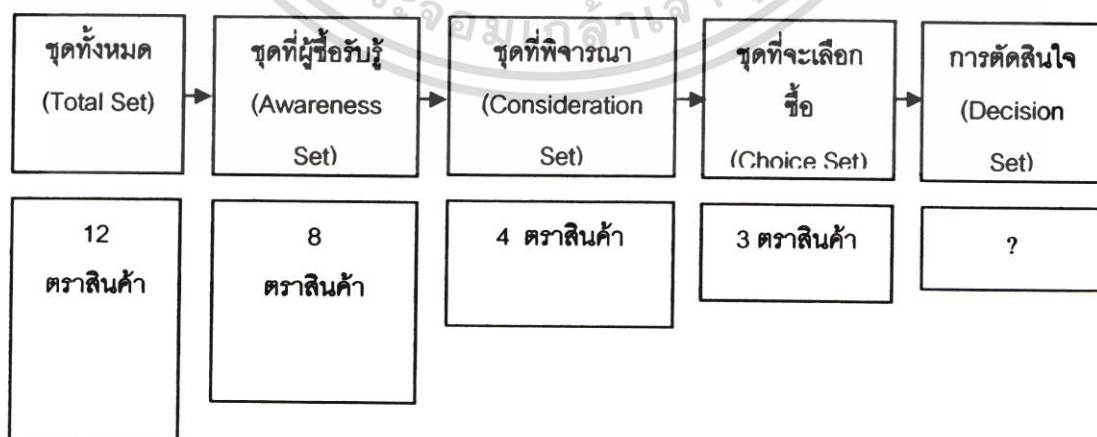 ชุดทั้งหมด
(Total Set)
ชุดที่ผู้ซื้อรับรู้
(Awareness
Set)
ชุดที่พิจารณา
(Consideration
Set)
ชุดที่จะเลือก
ซื้อ
(Choice Set)
การตัดสินใจ
(Decision
Set)
12
ตราสินค้า
8
ตราสินค้า
4 ตราสินค้า
3 ตราสินค้า
?